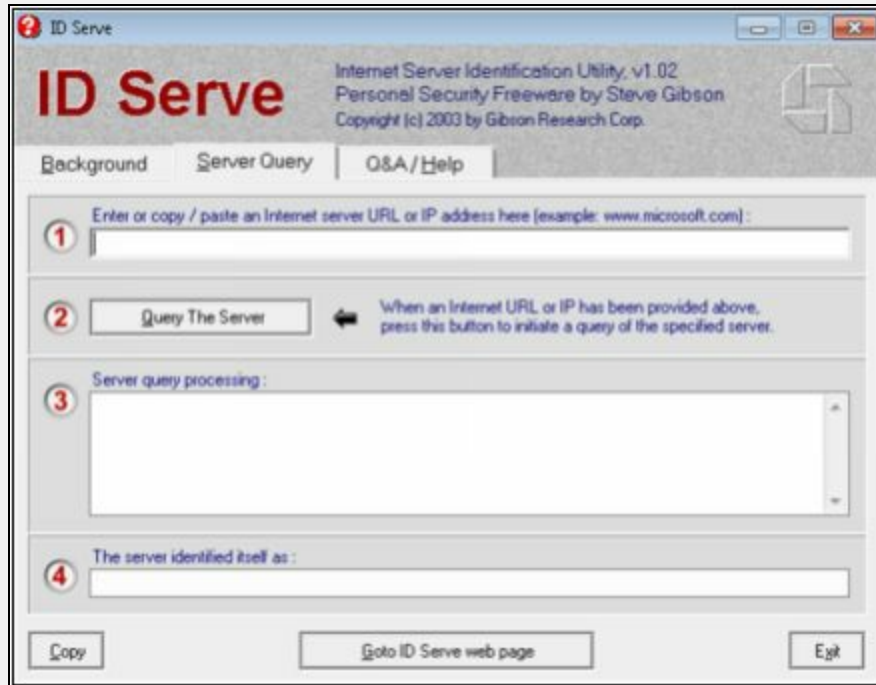 ID Serve
ID Serve
Internet Server Identification Utility, v1.02
Personal Security Freeware by Steve Gibson
Copyright (c) 2003 by Gibson Research Corp.
Background
Server Query
Q&A/Help
1
Enter or copy / paste an Internet server URL or IP address here (example: www.microsoft.com) :
2
Query The Server
When an Internet URL or IP has been provided above,
press this button to initiate a query of the specified server.
3
Server query processing :
4
The server identified itself as :
Copy
Goto ID Serve web page
Exit